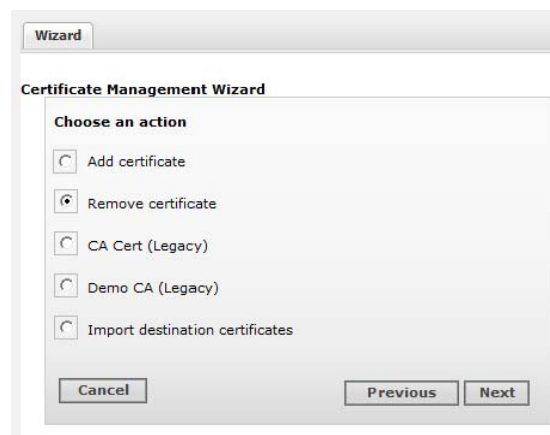 Wizard
Certificate Management Wizard
Choose an action
Add certificate
Remove certificate
CA Cert (Legacy)
Demo CA (Legacy)
Import destination certificates
Cancel Previous Next